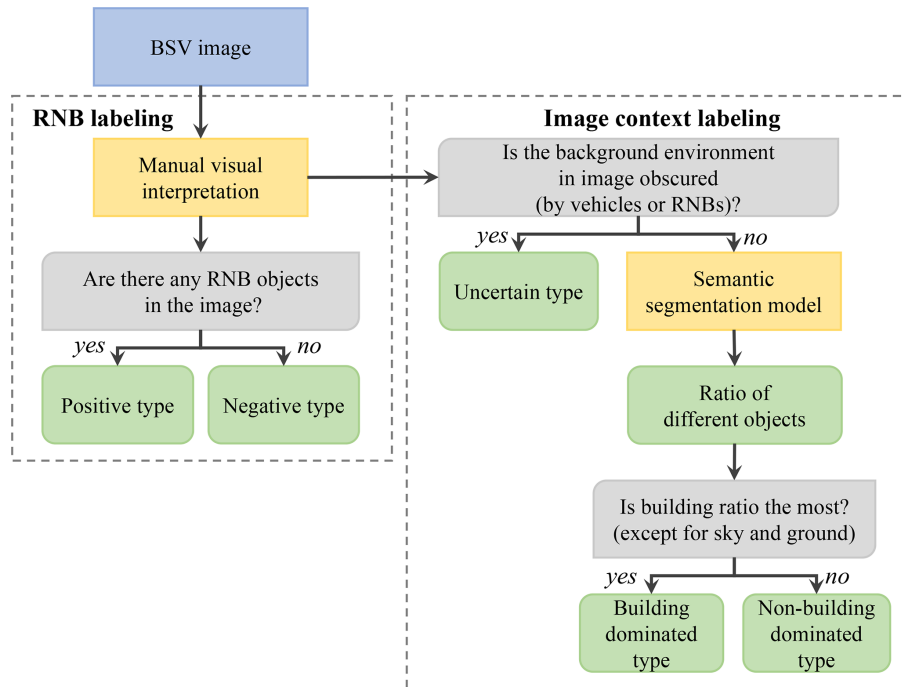 BSV image
RNB labeling
Manual visual
interpretation
Are there any RNB objects
in the image?
yes
no
Positive type
Negative type
Image context labeling
Is the background environment
in image obscured
(by vehicles or RNBs)?
yes
no
Uncertain type
Semantic
segmentation model
Ratio of
different objects
Is building ratio the most?
(except for sky and ground)
yes
no
Building
dominated
type
Non-building
dominated
type